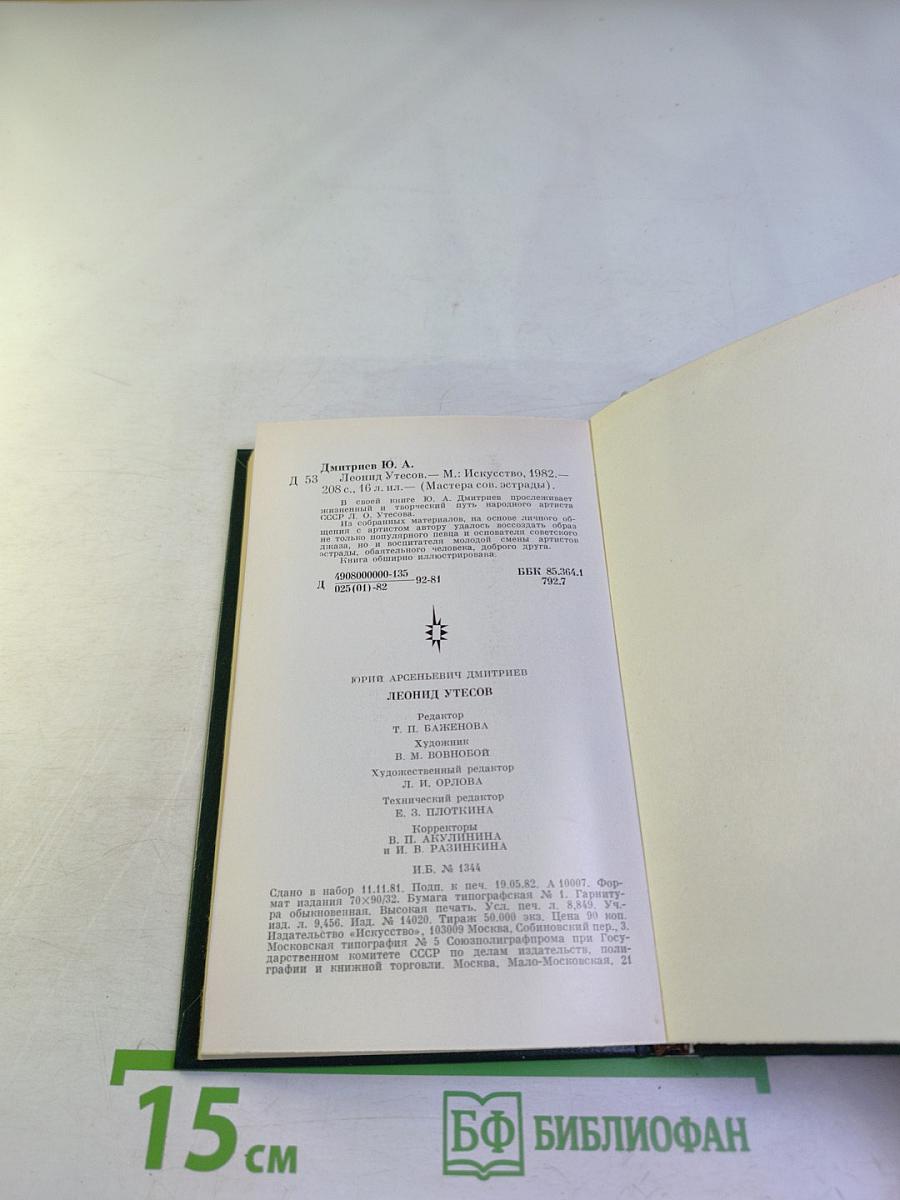 Дмитриев Ю. А.
Д 53 Леонид Утесов.— М.: Искусство, 1982.—
208 с., 16 л. ил.— (Мастера сов. эстрады).
В своей книге Ю. А. Дмитриев прослеживает
жизненный и творческий путь народного артиста
СССР Л. О. Утесова.
Из собранных материалов, на основе личного об-
щения с артистом автору удалось воссоздать образ
не только популярного певца и основателя советского
джаза, но и воспитателя молодой смены артистов
эстрады, обаятельного человека, доброго друга.
Книга обширно иллюстрирована.
Д 4908000000-135 92-81
025(01)-82
ББК 85.364.1
792.7
ЮРИЙ АРСЕНЬЕВИЧ ДМИТРИЕВ
ЛЕОНИД УТЕСОВ
Редактор
Т. П. БАЖЕНОВА
Художник
В. М. ВОВНОБОЙ
Художественный редактор
Л. И. ОРЛОВА
Технический редактор
Е. З. ПЛОТКИНА
Корректоры
В. П. АКУЛИНИНА
и И. В. РАЗИНКИНА
И.Б. № 1344
Сдано в набор 11.11.81. Подп. к печ. 19.05.82. А 10007. Фор-
мат издания 70×90/32. Бумага типографская № 1. Гарниту-
ра обыкновенная. Высокая печать. Усл. печ. л. 8,849. Уч.-
изд. л. 9,456. Изд. № 14020. Тираж 50.000 экз. Цена 90 коп.
Издательство «Искусство», 103009 Москва, Собиновский пер., 3.
Московская типография № 5 Союзполиграфпрома при Госу-
дарственном комитете СССР по делам издательств, поли-
графии и книжной торговли. Москва, Мало-Московская, 21
15 см
БФ БИБЛИОФАН